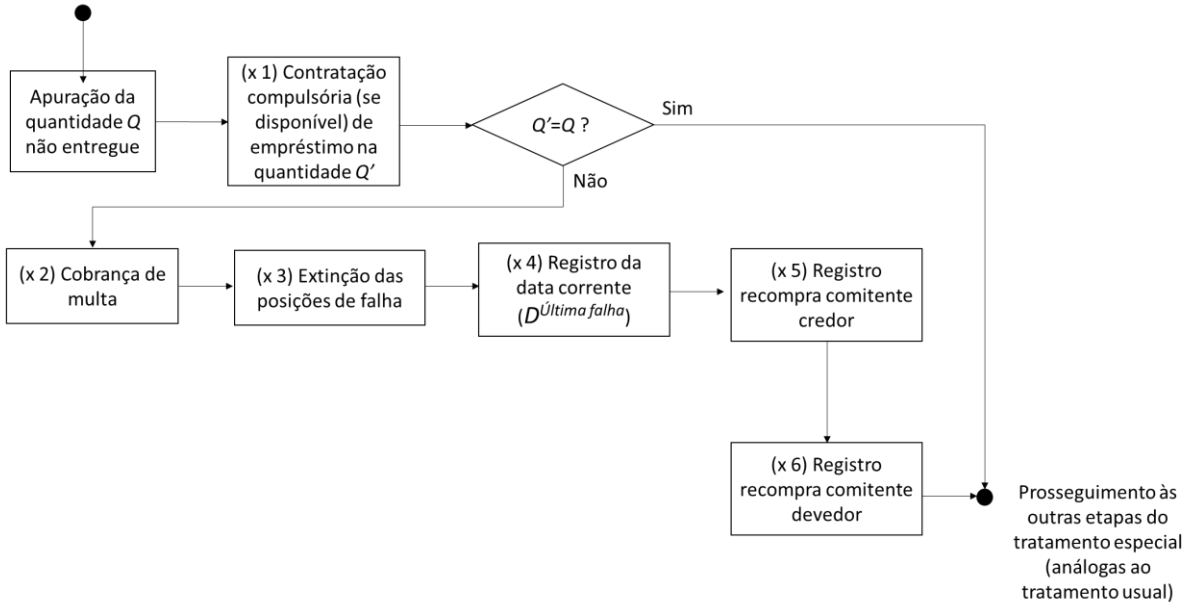 Apuração da
quantidade Q
não entregue
(x 1) Contratação
compulsória (se
disponível) de
empréstimo na
quantidade Q'
Q'=Q ?
Sim
Não
(x 2) Cobrança de
multa
(x 3) Extinção das
posições de falha
(x 4) Registro da
data corrente
(D^Última falha)
(x 5) Registro
recompra comitente
credor
(x 6) Registro
recompra comitente
devedor
Prosseguimento às
outras etapas do
tratamento especial
(análogas ao
tratamento usual)